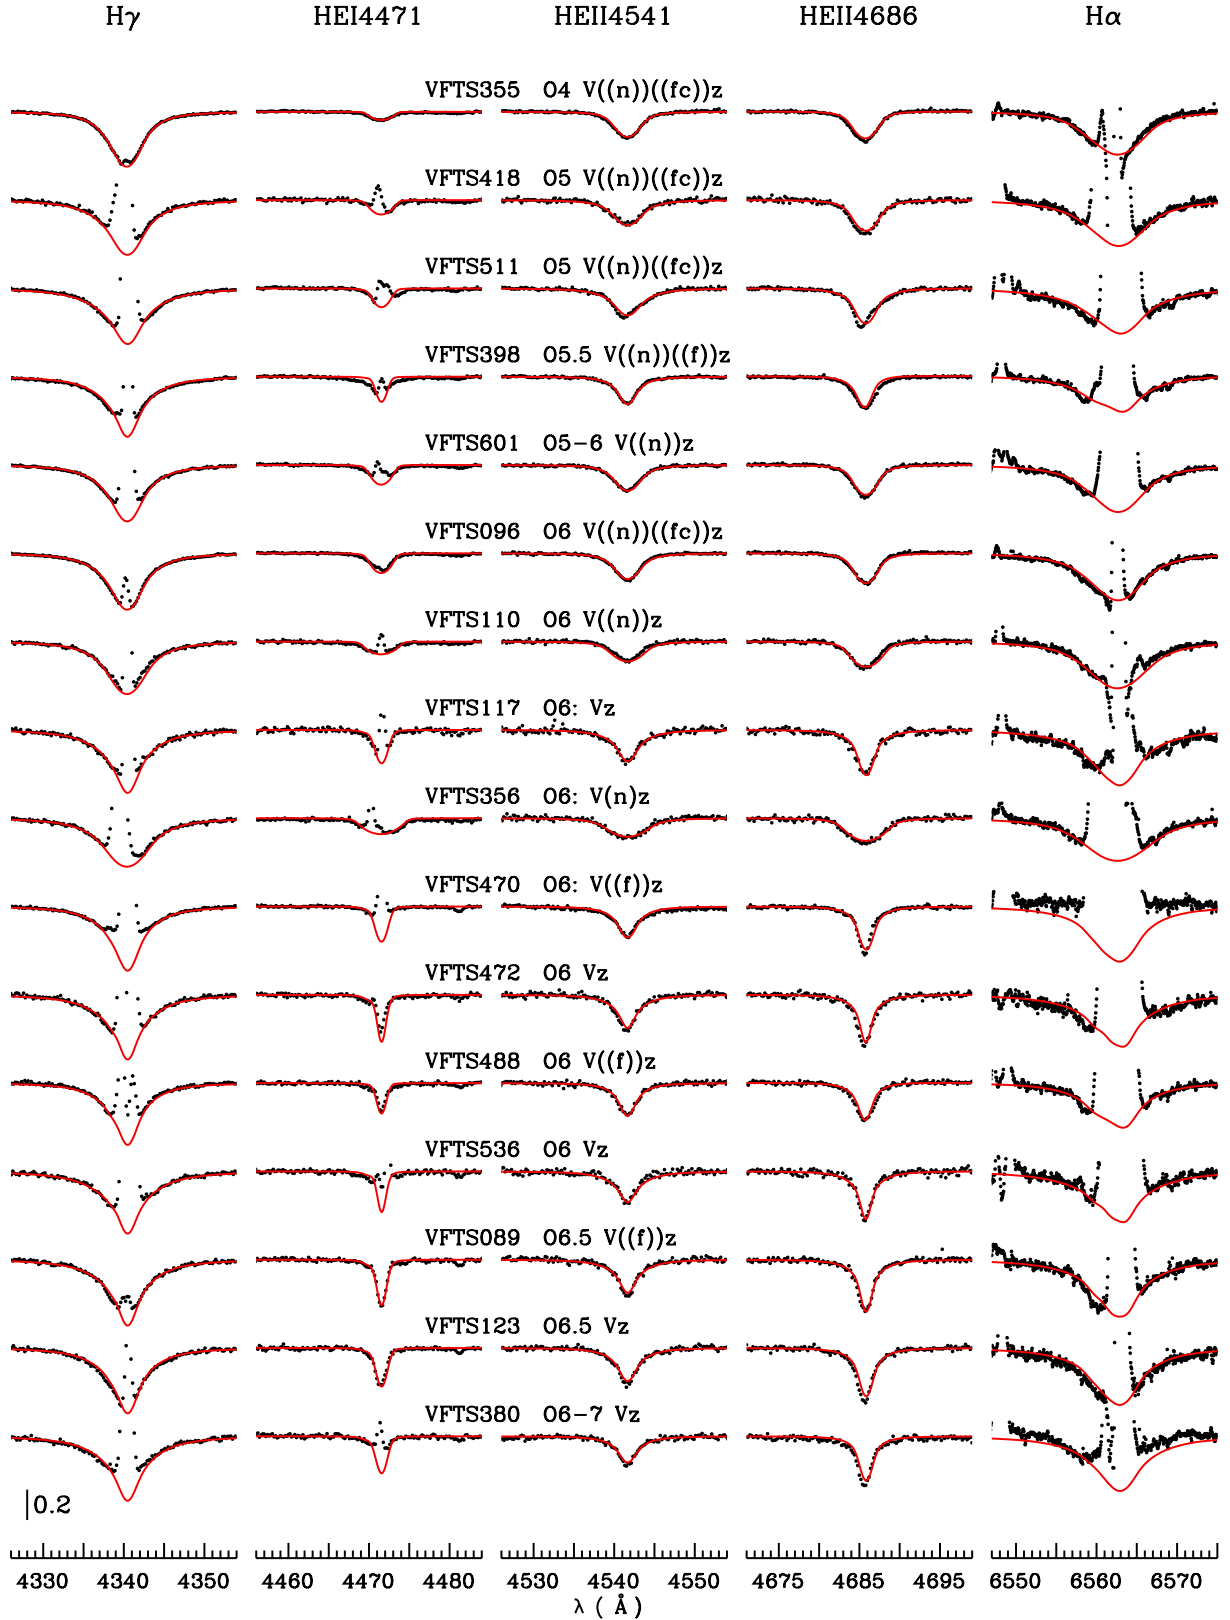 Hγ HEI4471 HEII4541 HEII4686 Hα
VFTS355 O4 V((n))((fc))z
VFTS418 O5 V((n))((fc))z
VFTS511 O5 V((n))((fc))z
VFTS398 O5.5 V((n))((f))z
VFTS601 O5−6 V((n))z
VFTS096 O6 V((n))((fc))z
VFTS110 O6 V((n))z
VFTS117 O6: Vz
VFTS356 O6: V(n)z
VFTS470 O6: V((f))z
VFTS472 O6 Vz
VFTS488 O6 V((f))z
VFTS536 O6 Vz
VFTS089 O6.5 V((f))z
VFTS123 O6.5 Vz
VFTS380 O6−7 Vz
0.2
4330 4340 4350 4460 4470 4480 4530 4540 4550 4675 4685 4695 6550 6560 6570
λ ( Å )